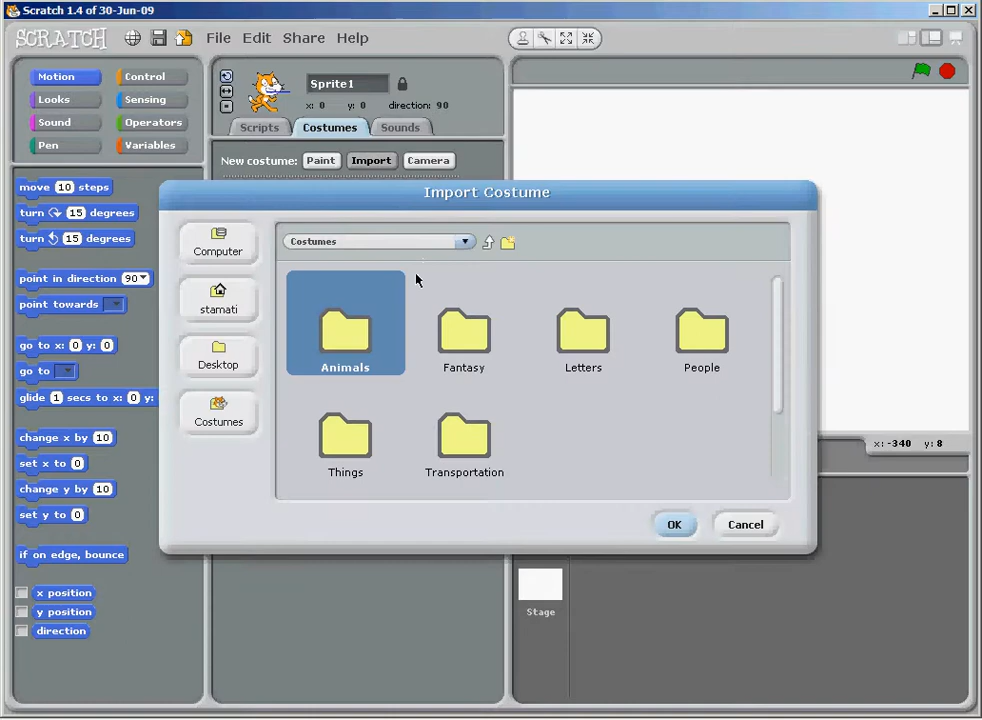 Scratch 1.4 of 30-Jun-09
SCRATCH File Edit Share Help
Motion Control
Looks Sensing
Sound Operators
Pen Variables
Sprite1
x: 0 y: 0 direction: 90
Scripts Costumes Sounds
New costume: Paint Import Camera
move 10 steps
turn 15 degrees
turn 15 degrees
point in direction 90
point towards
go to x: 0 y: 0
go to
glide 1 secs to x: 0 y:
change x by 10
set x to 0
change y by 10
set y to 0
if on edge, bounce
x position
y position
direction
Import Costume
Computer
stamati
Desktop
Costumes
Costumes
Animals Fantasy Letters People
Things Transportation
OK Cancel
x: -340 y: 8
Stage